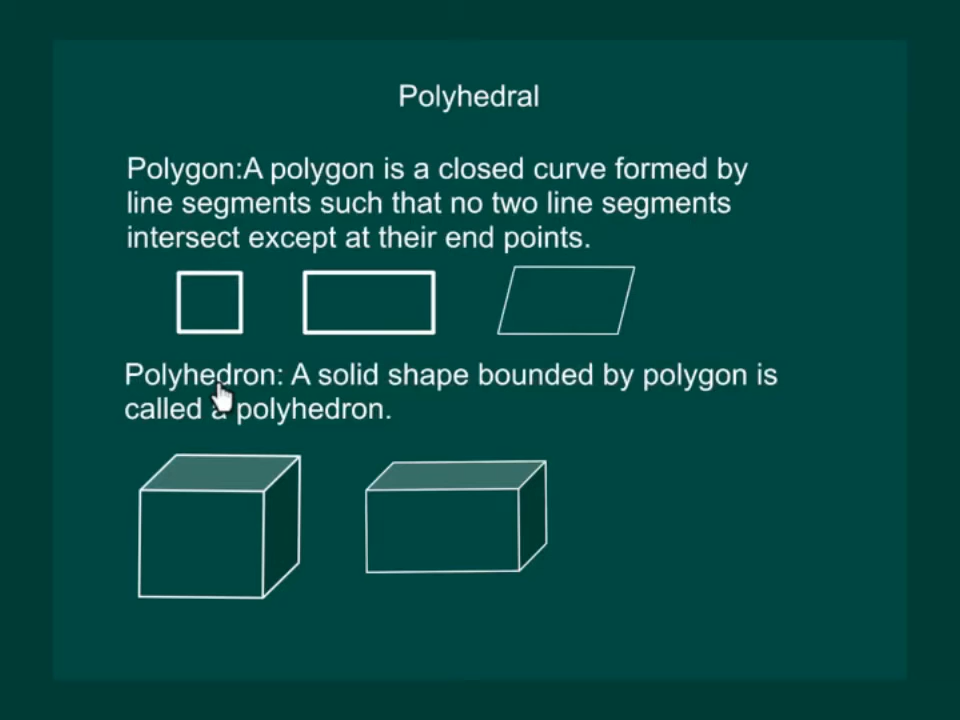 Polyhedral
Polygon:A polygon is a closed curve formed by
line segments such that no two line segments
intersect except at their end points.
Polyhedron: A solid shape bounded by polygon is
called a polyhedron.